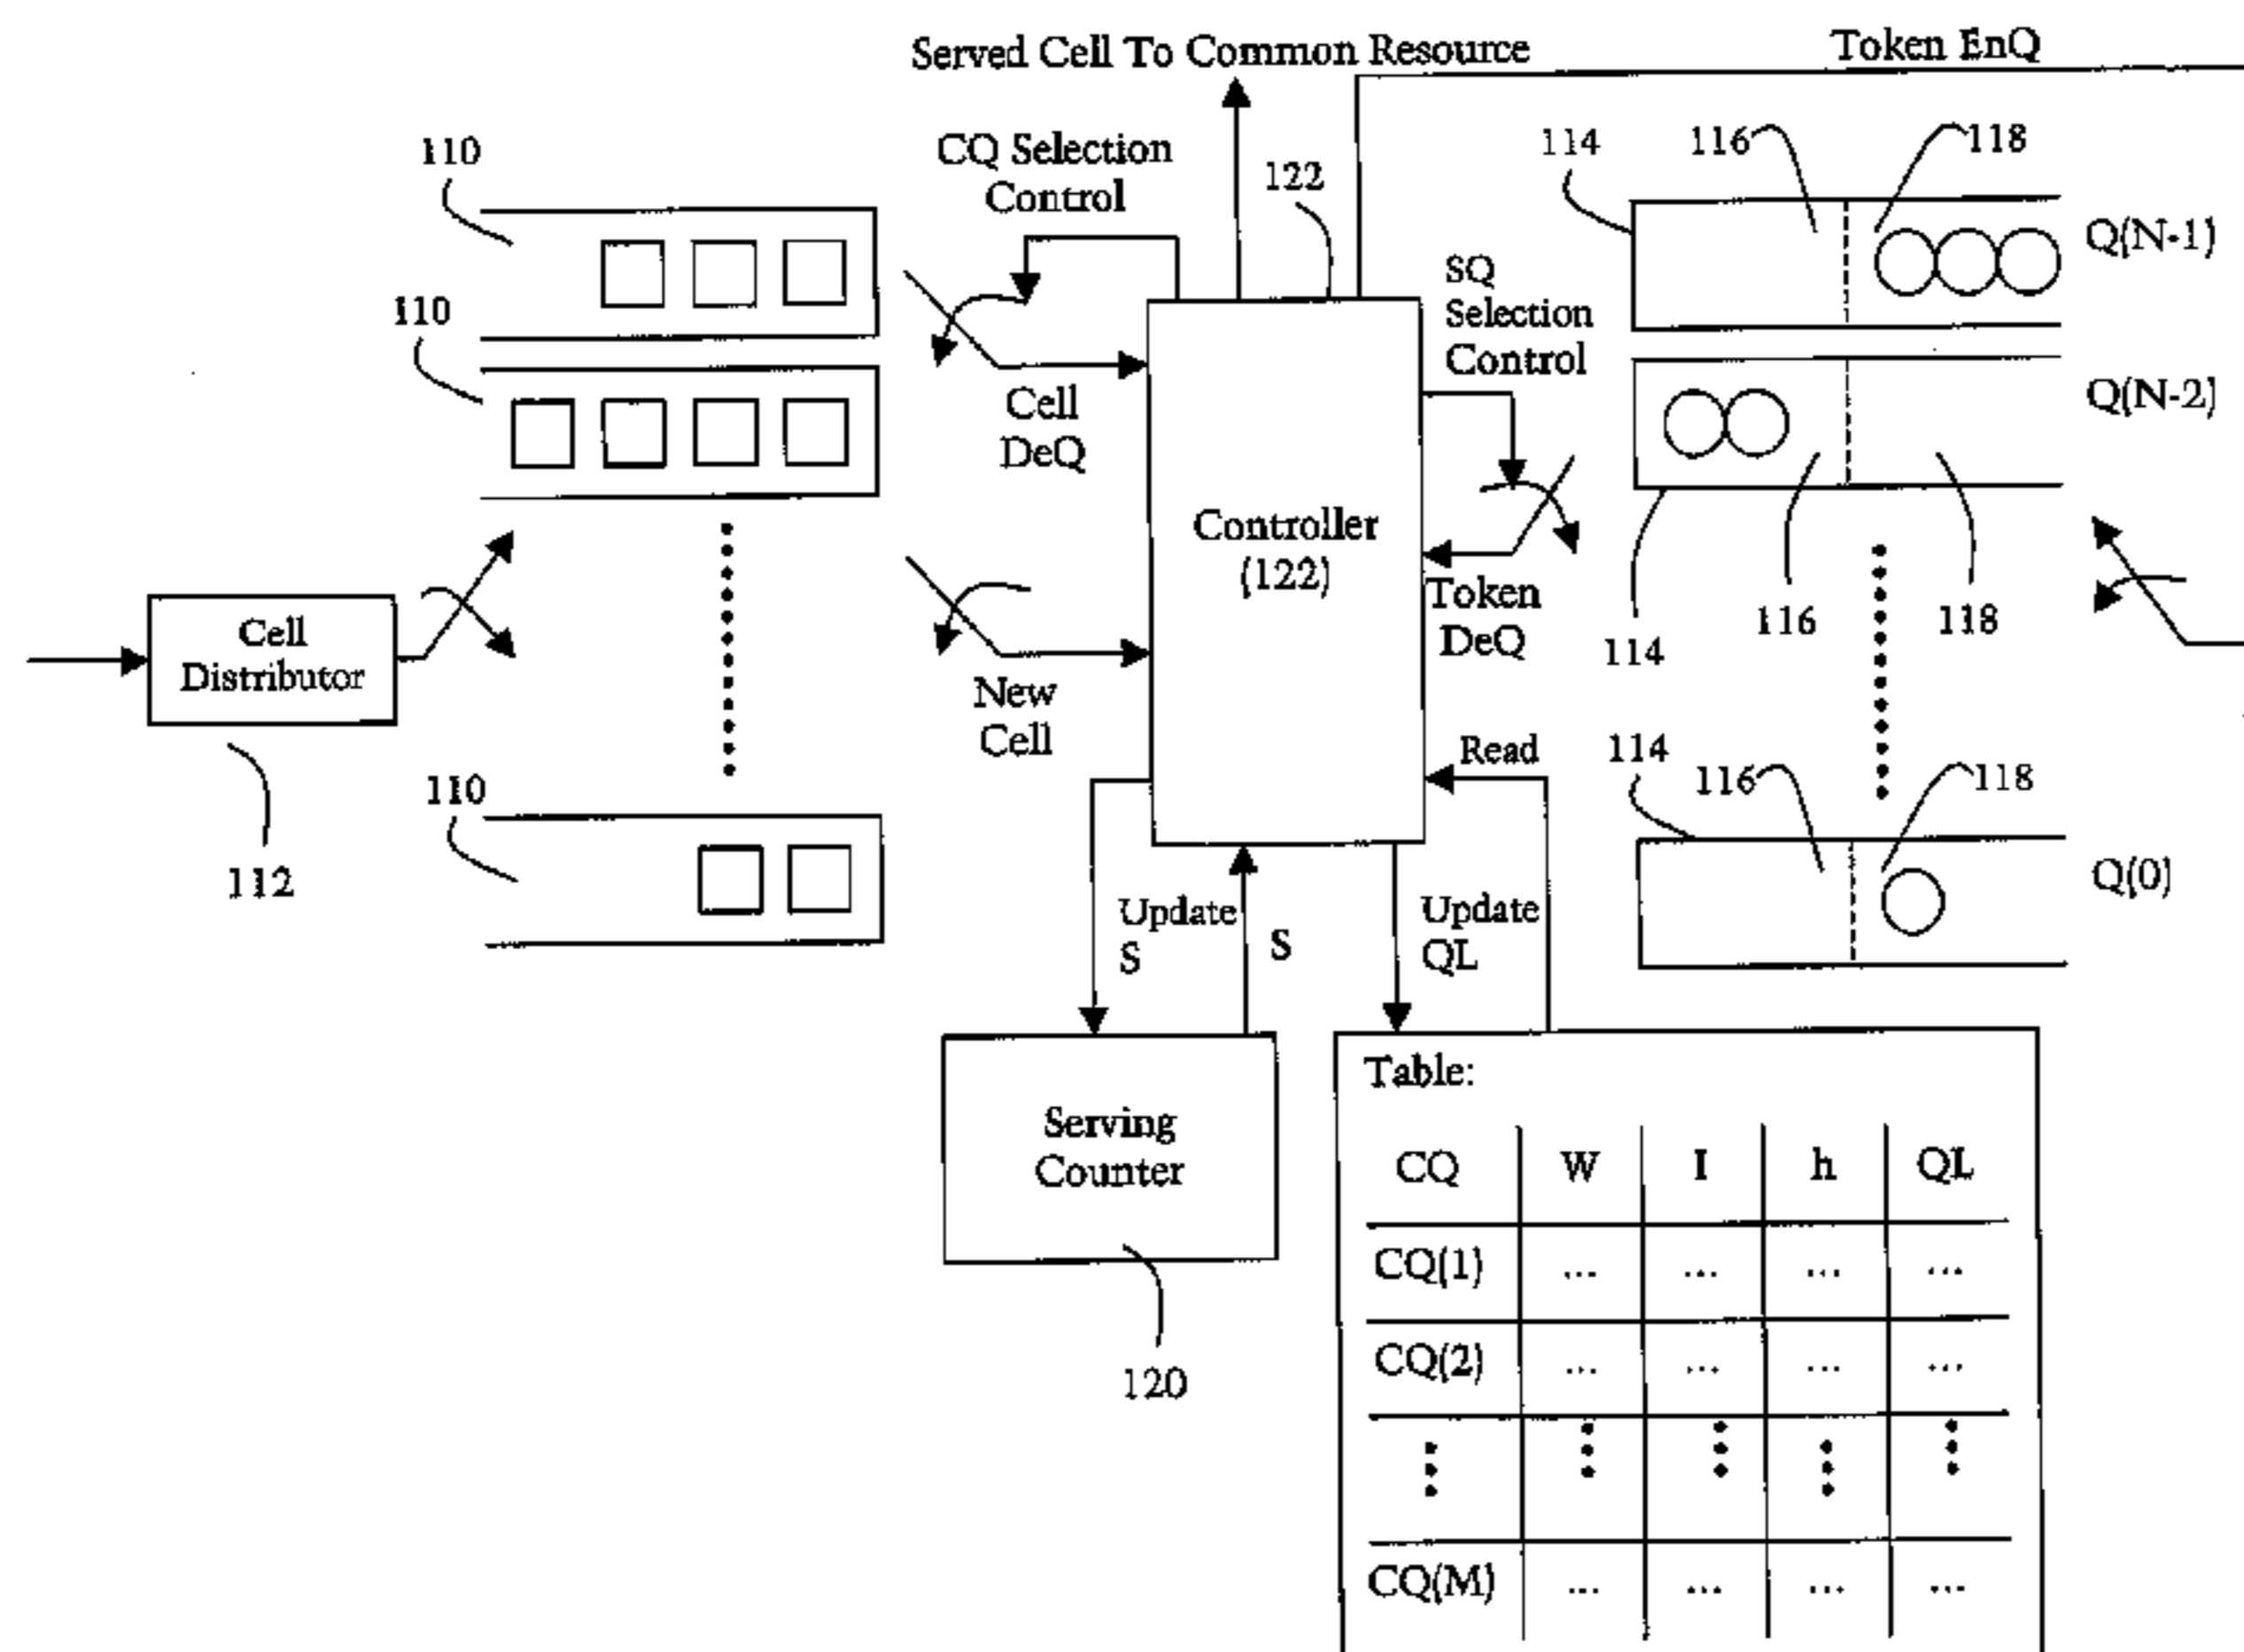 Served Cell To Common Resource
Token EnQ
110
CQ Selection
Control
122
114
116
118
Q(N-1)
110
SQ
Selection
Control
Cell
DeQ
Q(N-2)
Controller
(122)
Token
DeQ
114
116
118
Cell
Distributor
112
New
Cell
Read
110
114
116
118
Q(0)
Update
S
S
Update
QL
Serving
Counter
120
Table:
CQ W I h QL
CQ(1) ... ... ... ...
CQ(2) ... ... ... ...
CQ(M) ... ... ... ...